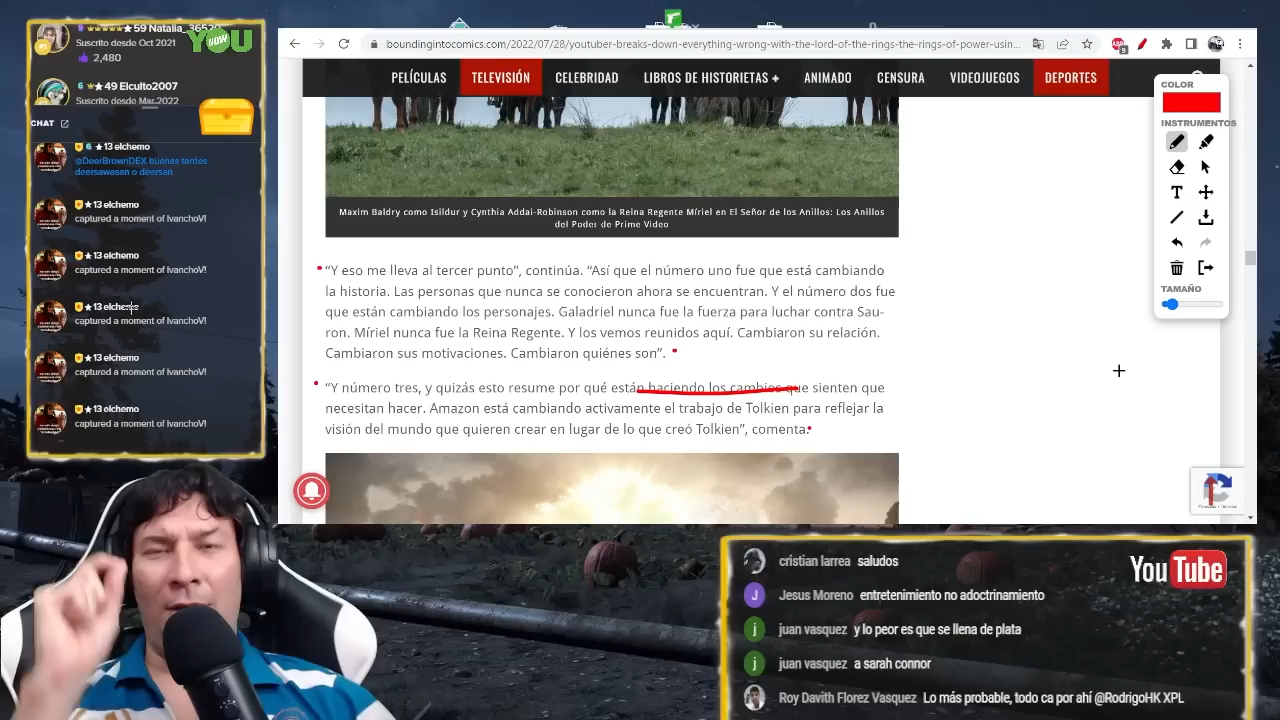 9 ★★★★★★ 59 Natalia_36520
Suscrito desde Oct 2021
2,480
NOW
YOU
6 ★ 49 Elculto2007
Suscrito desde Mar 2022
CHAT
6 ★ 13 elchemo
@DeerBrownDEX buenas tardes
deersawasan o deersan
★ 13 elchemo
captured a moment of IvanchoV!
★ 13 elchemo
captured a moment of IvanchoV!
★ 13 elchemo
captured a moment of IvanchoV!
★ 13 elchemo
captured a moment of IvanchoV!
★ 13 elchemo
captured a moment of IvanchoV!
boundingintocomics.com/2022/07/28/youtuber-breaks-down-everything-wrong-with-the-lord-of-the-rings-the-rings-of-power-usin...
ABP
9
PELÍCULAS TELEVISIÓN CELEBRIDAD LIBROS DE HISTORIETAS + ANIMADO CENSURA VIDEOJUEGOS DEPORTES
Maxim Baldry como Isildur y Cynthia Addai-Robinson como la Reina Regente Míriel en El Señor de los Anillos: Los Anillos
del Poder de Prime Video
“Y eso me lleva al tercer punto”, continúa. “Así que el número uno es que está cambiando
la historia. Las personas que nunca se conocieron ahora se encuentran. Y el número dos fue
que están cambiando los personajes. Galadriel nunca fue la fuerza para luchar contra Sau-
ron. Míriel nunca fue la Reina Regente. Y los vemos reunidos aquí. Cambiaron su relación.
Cambiaron sus motivaciones. Cambiaron quiénes son”.
“Y número tres, y quizás esto resume por qué están haciendo los cambios que sienten que
necesitan hacer. Amazon está cambiando activamente el trabajo de Tolkien para reflejar la
visión del mundo que quieren crear en lugar de lo que creó Tolkien”, comenta.
COLOR
INSTRUMENTOS
T
TAMAÑO
YouTube
cristian larrea saludos
J Jesus Moreno entretenimiento no adoctrinamiento
j juan vasquez y lo peor es que se llena de plata
j juan vasquez a sarah connor
Roy Davith Florez Vasquez Lo más probable, todo ca por ahí @RodrigoHK XPL